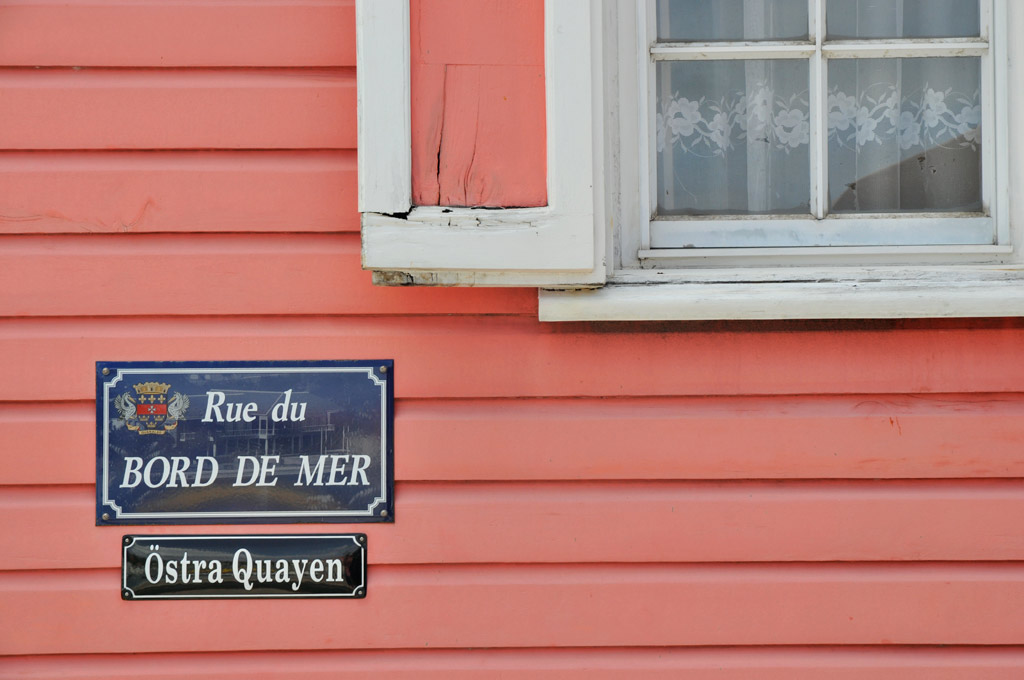 Rue du
BORD DE MER
Östra Quayen